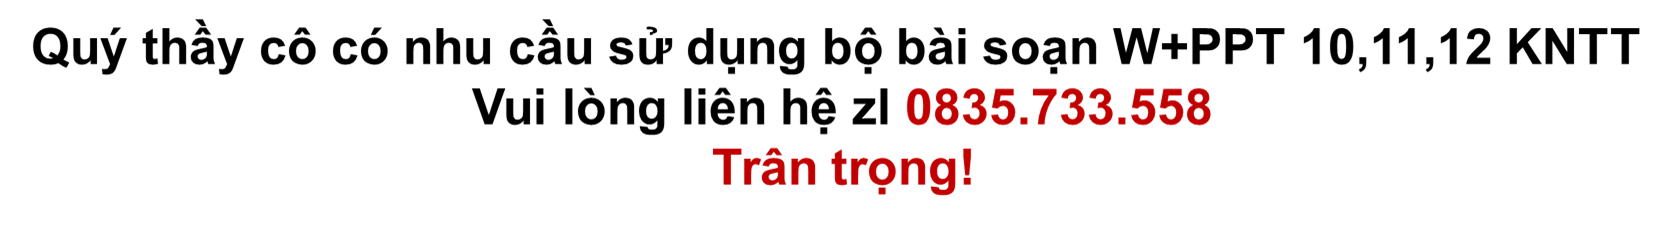 Quý thầy cô có nhu cầu sử dụng bộ bài soạn W+PPT 10,11,12 KNTT
Vui lòng liên hệ zl 0835.733.558
Trân trọng!